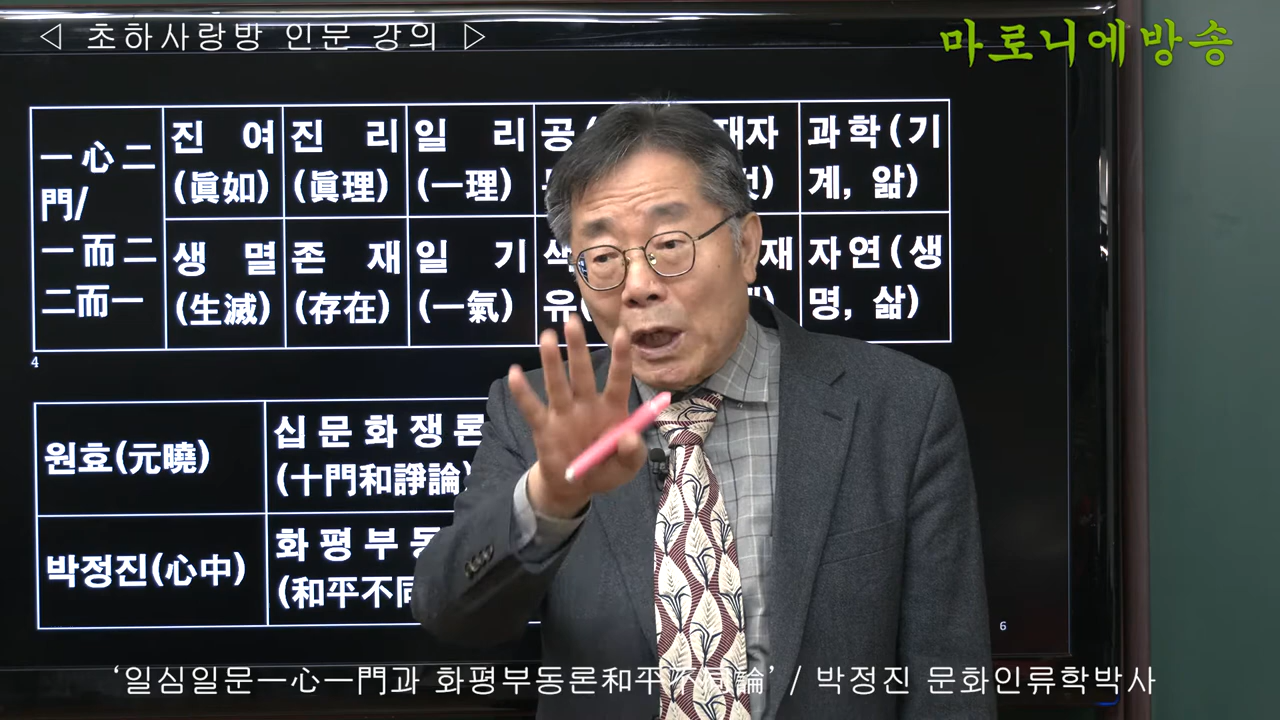 ◁ 초하사랑방 인문 강의 ▷
마로니에방송
一心二
門/
一而二
二而一
진 여
(眞如)
진 리
(眞理)
일 리
(一理)
공(
재자
과학(기
계, 앎)
생 멸
(生滅)
존 재
(存在)
일 기
(一氣)
색
유(
재
자연(생
명, 삶)
4
원효(元曉)
십문화쟁론
(十門和諍論)
박정진(心中)
화평부동
(和平不同
6
‘일심일문一心一門과 화평부동론和平不同論’ / 박정진 문화인류학박사